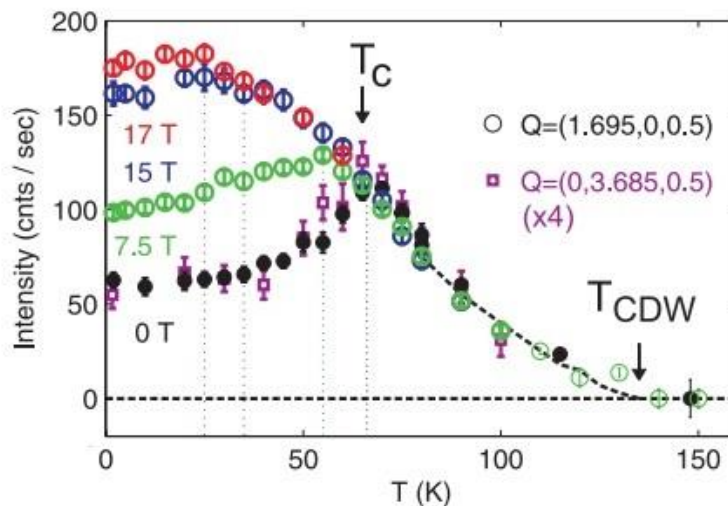 200
150
100
50
0
Intensity (cnts / sec)
T_C
17 T
15 T
7.5 T
0 T
Q=(1.695,0,0.5)
Q=(0,3.685,0.5)
(x4)
T_CDW
0 50 100 150
T (K)